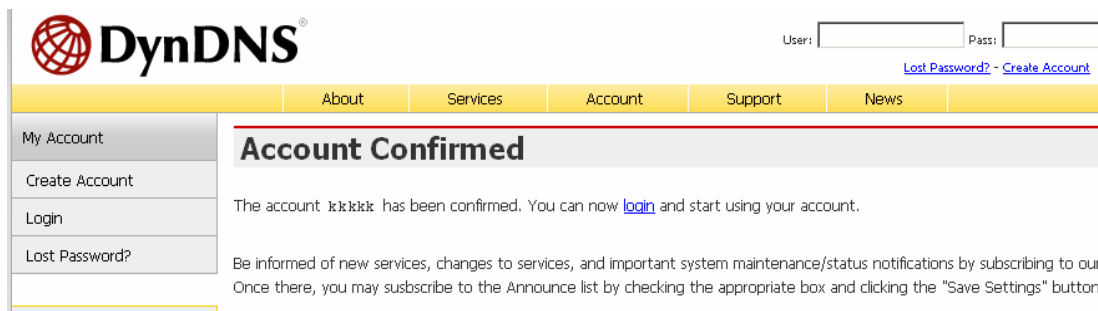 DynDNS®
User: Pass:
Lost Password? - Create Account
About Services Account Support News
My Account
Create Account
Login
Lost Password?
Account Confirmed
The account kkkkk has been confirmed. You can now login and start using your account.
Be informed of new services, changes to services, and important system maintenance/status notifications by subscribing to our
Once there, you may susbscribe to the Announce list by checking the appropriate box and clicking the "Save Settings" button